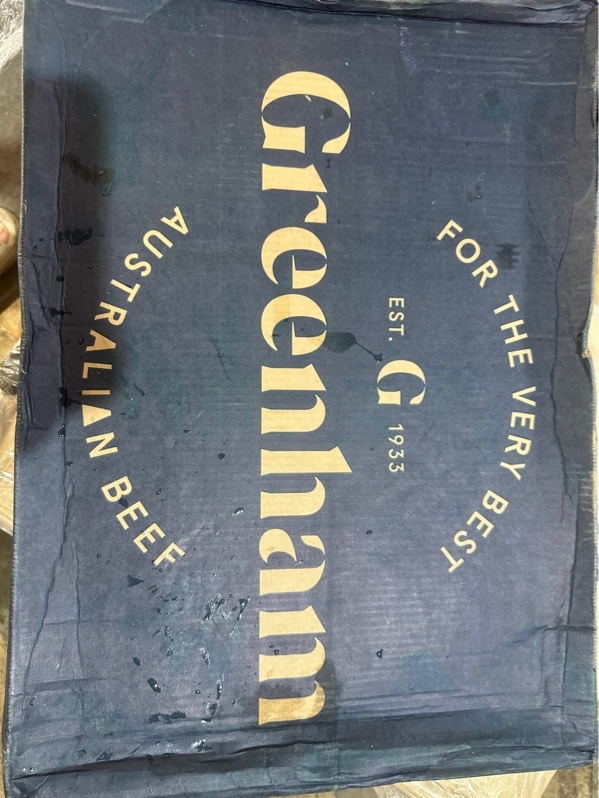 FOR THE VERY BEST
EST. G 1933
Greenham
AUSTRALIAN BEEF